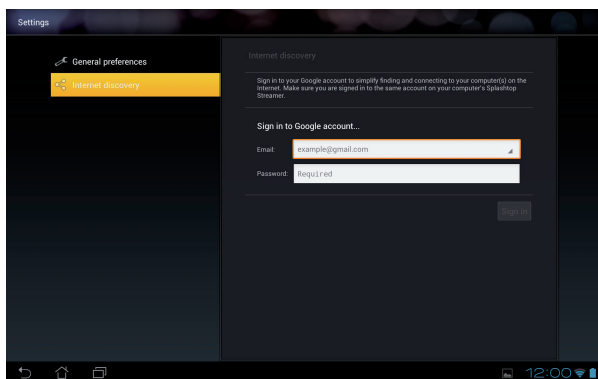 Settings
General preferences
Internet discovery
Internet discovery
Sign in to your Google account to simplify finding and connecting to your computer(s) on the
Internet. Make sure you are signed in to the same account on your computer's Splashtop
Streamer.
Sign in to Google account...
Email: example@gmail.com
Password: Required
Sign in
12:00